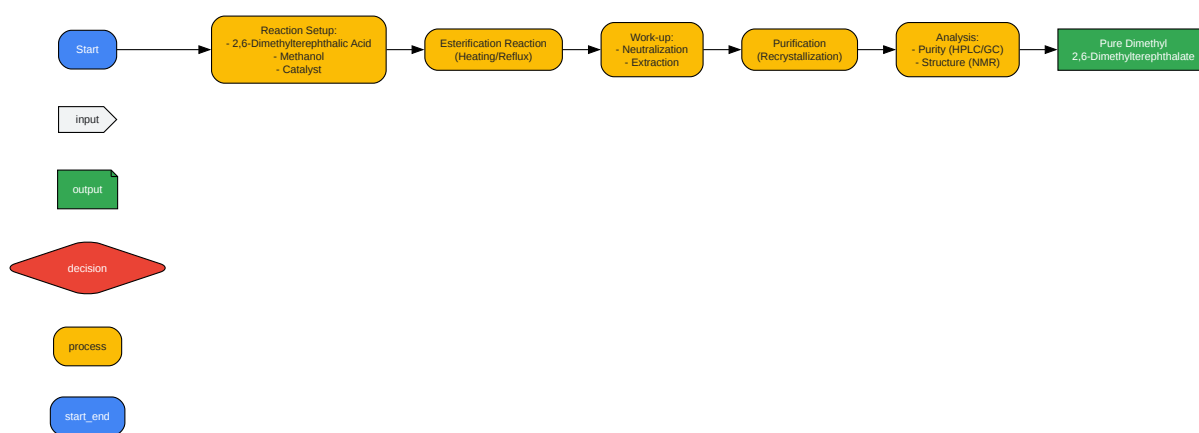 Start
Reaction Setup:
- 2,6-Dimethylterephthalic Acid
- Methanol
- Catalyst
Esterification Reaction
(Heating/Reflux)
Work-up:
- Neutralization
- Extraction
Purification
(Recrystallization)
Analysis:
- Purity (HPLC/GC)
- Structure (NMR)
Pure Dimethyl
2,6-Dimethylterephthalate
input
output
decision
process
start_end